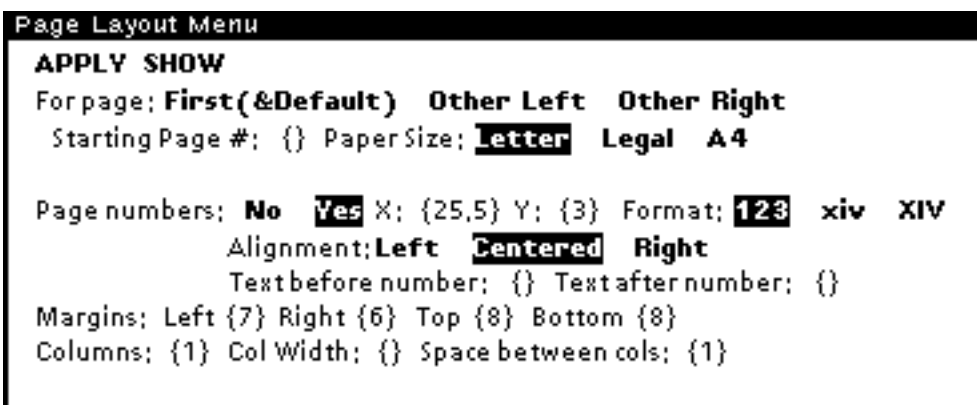 Page Layout Menu
APPLY SHOW
For page: First(&Default) Other Left Other Right
Starting Page #: {} Paper Size: Letter Legal A4
Page numbers: No Yes X: {25.5} Y: {3} Format: 123 xiv XIV
Alignment: Left Centered Right
Text before number: {} Text after number: {}
Margins: Left {7} Right {6} Top {8} Bottom {8}
Columns: {1} Col Width: {} Space between cols: {1}